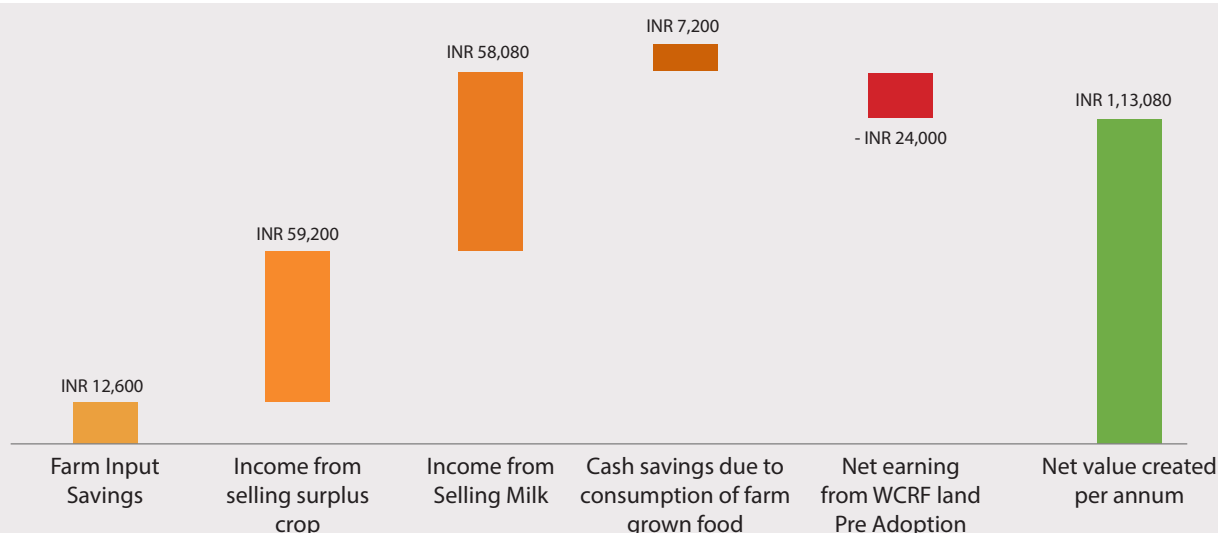 INR 7,200
INR 58,080
INR 1,13,080
- INR 24,000
INR 59,200
INR 12,600
Farm Input
Savings
Income from
selling surplus
crop
Income from
Selling Milk
Cash savings due to
consumption of farm
grown food
Net earning
from WCRF land
Pre Adoption
Net value created
per annum